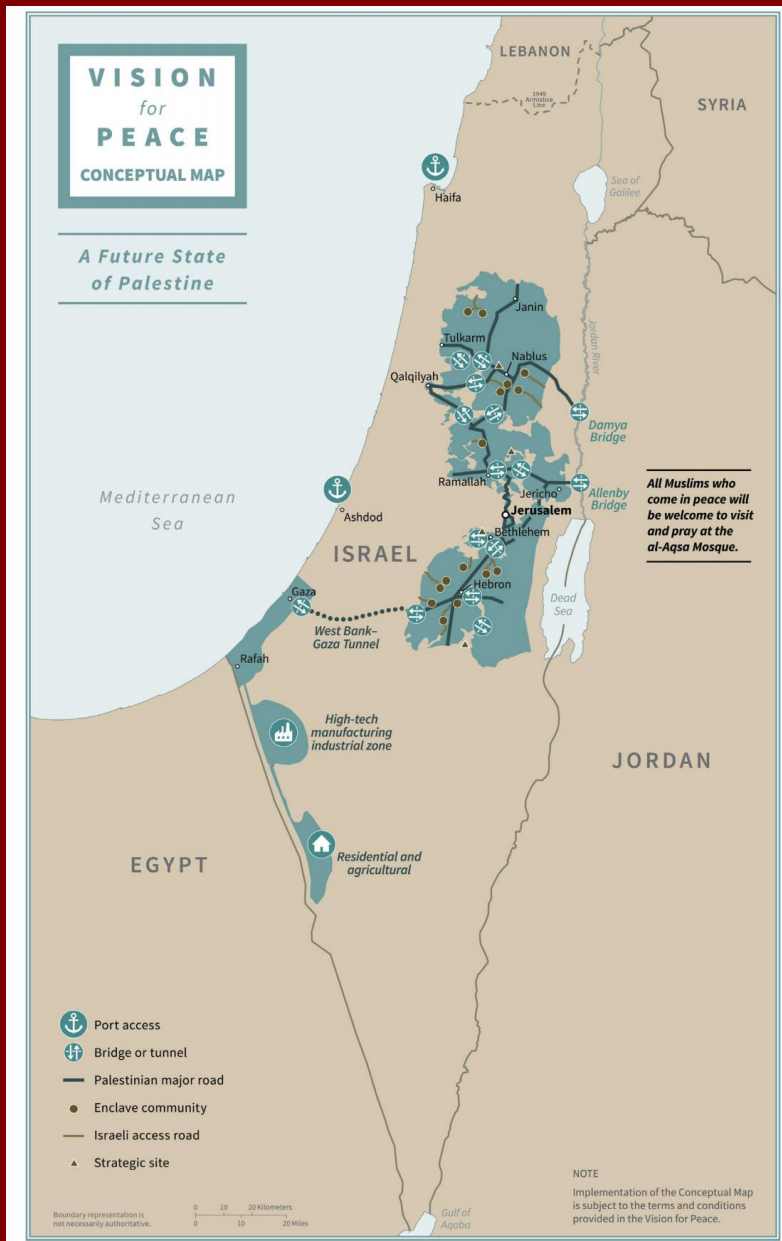 VISION
for
PEACE
CONCEPTUAL MAP
A Future State
of Palestine
LEBANON
1949
Armistice
Line
SYRIA
Haifa
Sea of
Galilee
Janin
Tulkarm
Nablus
Qalqilyah
Jordan River
Damya
Bridge
Ramallah
Jericho
Allenby
Bridge
Jerusalem
Bethlehem
All Muslims who
come in peace will
be welcome to visit
and pray at the
al-Aqsa Mosque.
Mediterranean
Sea
Ashdod
ISRAEL
Gaza
Hebron
Dead
Sea
West Bank–
Gaza Tunnel
Rafah
High-tech
manufacturing
industrial zone
JORDAN
EGYPT
Residential and
agricultural
Port access
Bridge or tunnel
Palestinian major road
Enclave community
Israeli access road
Strategic site
Boundary representation is
not necessarily authoritative.
0 10 20 Kilometers
0 10 20 Miles
Gulf of
Aqaba
NOTE
Implementation of the Conceptual Map
is subject to the terms and conditions
provided in the Vision for Peace.